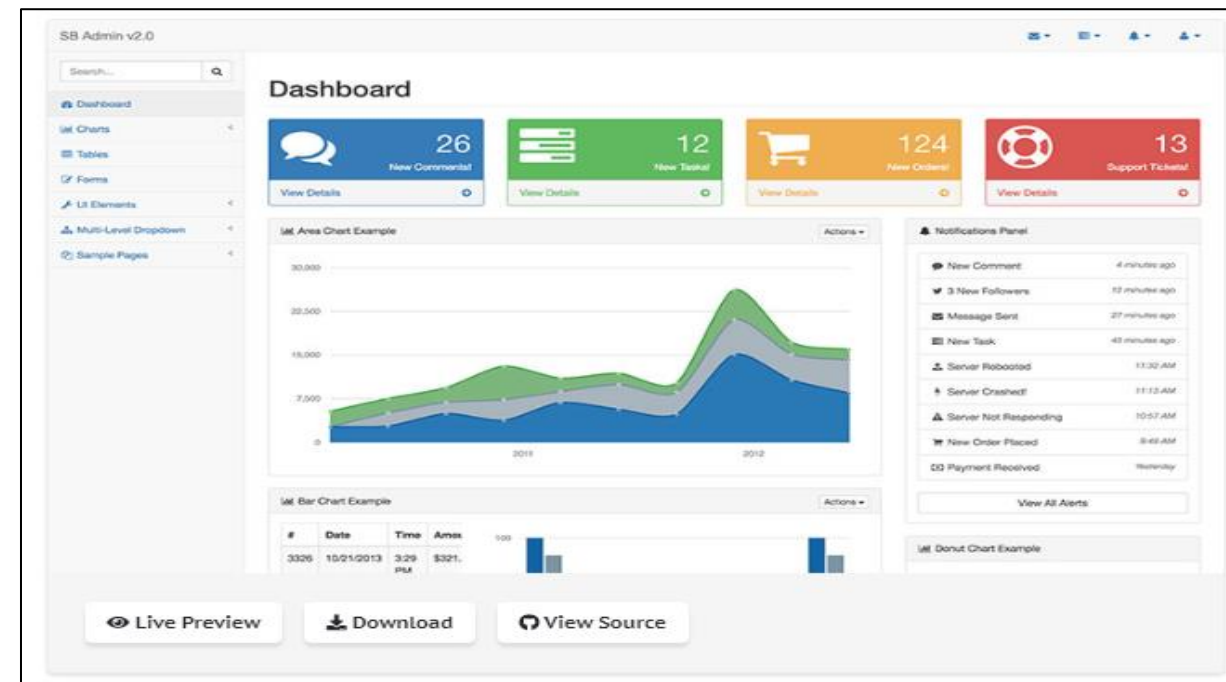 SB Admin v2.0
Search...
Dashboard
Charts
Tables
Forms
UI Elements
Multi-Level Dropdown
Sample Pages
Dashboard
26
New Comments!
View Details
12
New Tasks!
View Details
124
New Orders!
View Details
13
Support Tickets!
View Details
Area Chart Example
Actions
30,000
22,500
15,000
7,500
0
2011
2012
Notifications Panel
New Comment 4 minutes ago
3 New Followers 12 minutes ago
Message Sent 27 minutes ago
New Task 43 minutes ago
Server Rebooted 11:32 AM
Server Crashed! 11:13 AM
Server Not Responding 10:57 AM
New Order Placed 9:49 AM
Payment Received Yesterday
View All Alerts
Bar Chart Example
Actions
# Date Time
3326 10/21/2013 3:29 $321.
PM
100
Donut Chart Example
Live Preview
Download
View Source